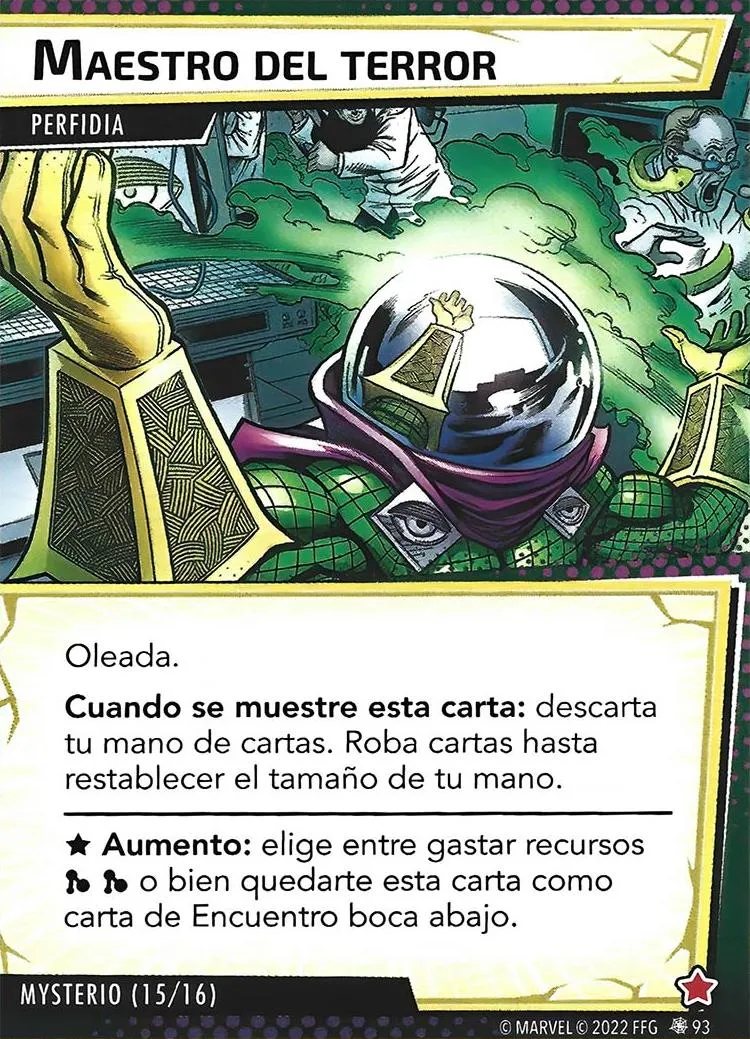 MAESTRO DEL TERROR
PERFIDIA
Oleada.
Cuando se muestre esta carta: descarta
tu mano de cartas. Roba cartas hasta
restablecer el tamaño de tu mano.
★ Aumento: elige entre gastar recursos
o bien quedarte esta carta como
carta de Encuentro boca abajo.
MYSTERIO (15/16)
© MARVEL © 2022 FFG 93